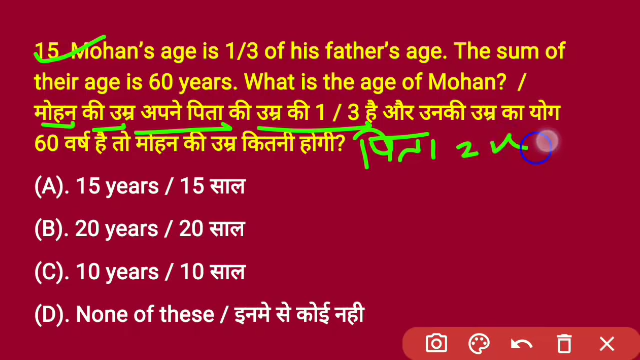 15. Mohan's age is 1/3 of his father's age. The sum of
their age is 60 years. What is the age of Mohan? /
मोहन की उम्र अपने पिता की उम्र की 1 / 3 है और उनकी उम्र का योग
60 वर्ष है तो मोहन की उम्र कितनी होगी? पिता =
(A). 15 years / 15 साल
(B). 20 years / 20 साल
(C). 10 years / 10 साल
(D). None of these / इनमे से कोई नही